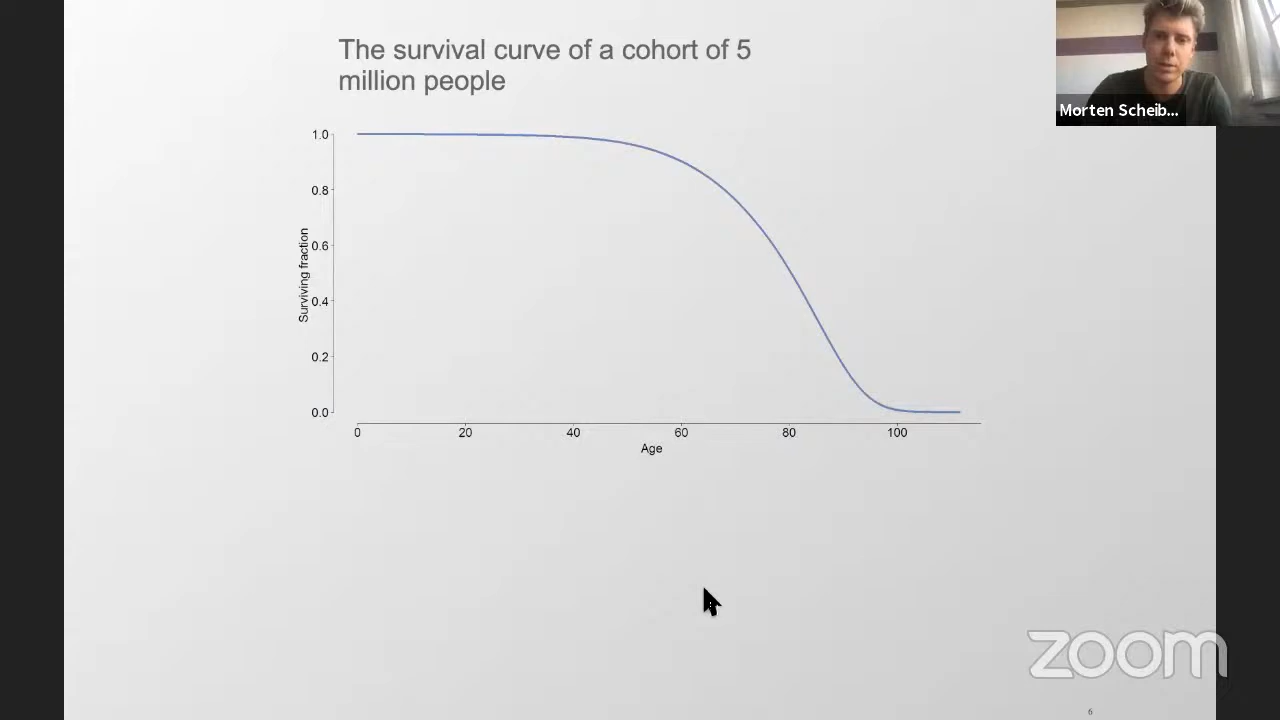 The survival curve of a cohort of 5
million people
Morten Scheib...
1.0
0.8
0.6
0.4
0.2
0.0
Surviving fraction
0 20 40 60 80 100
Age
zoom
6